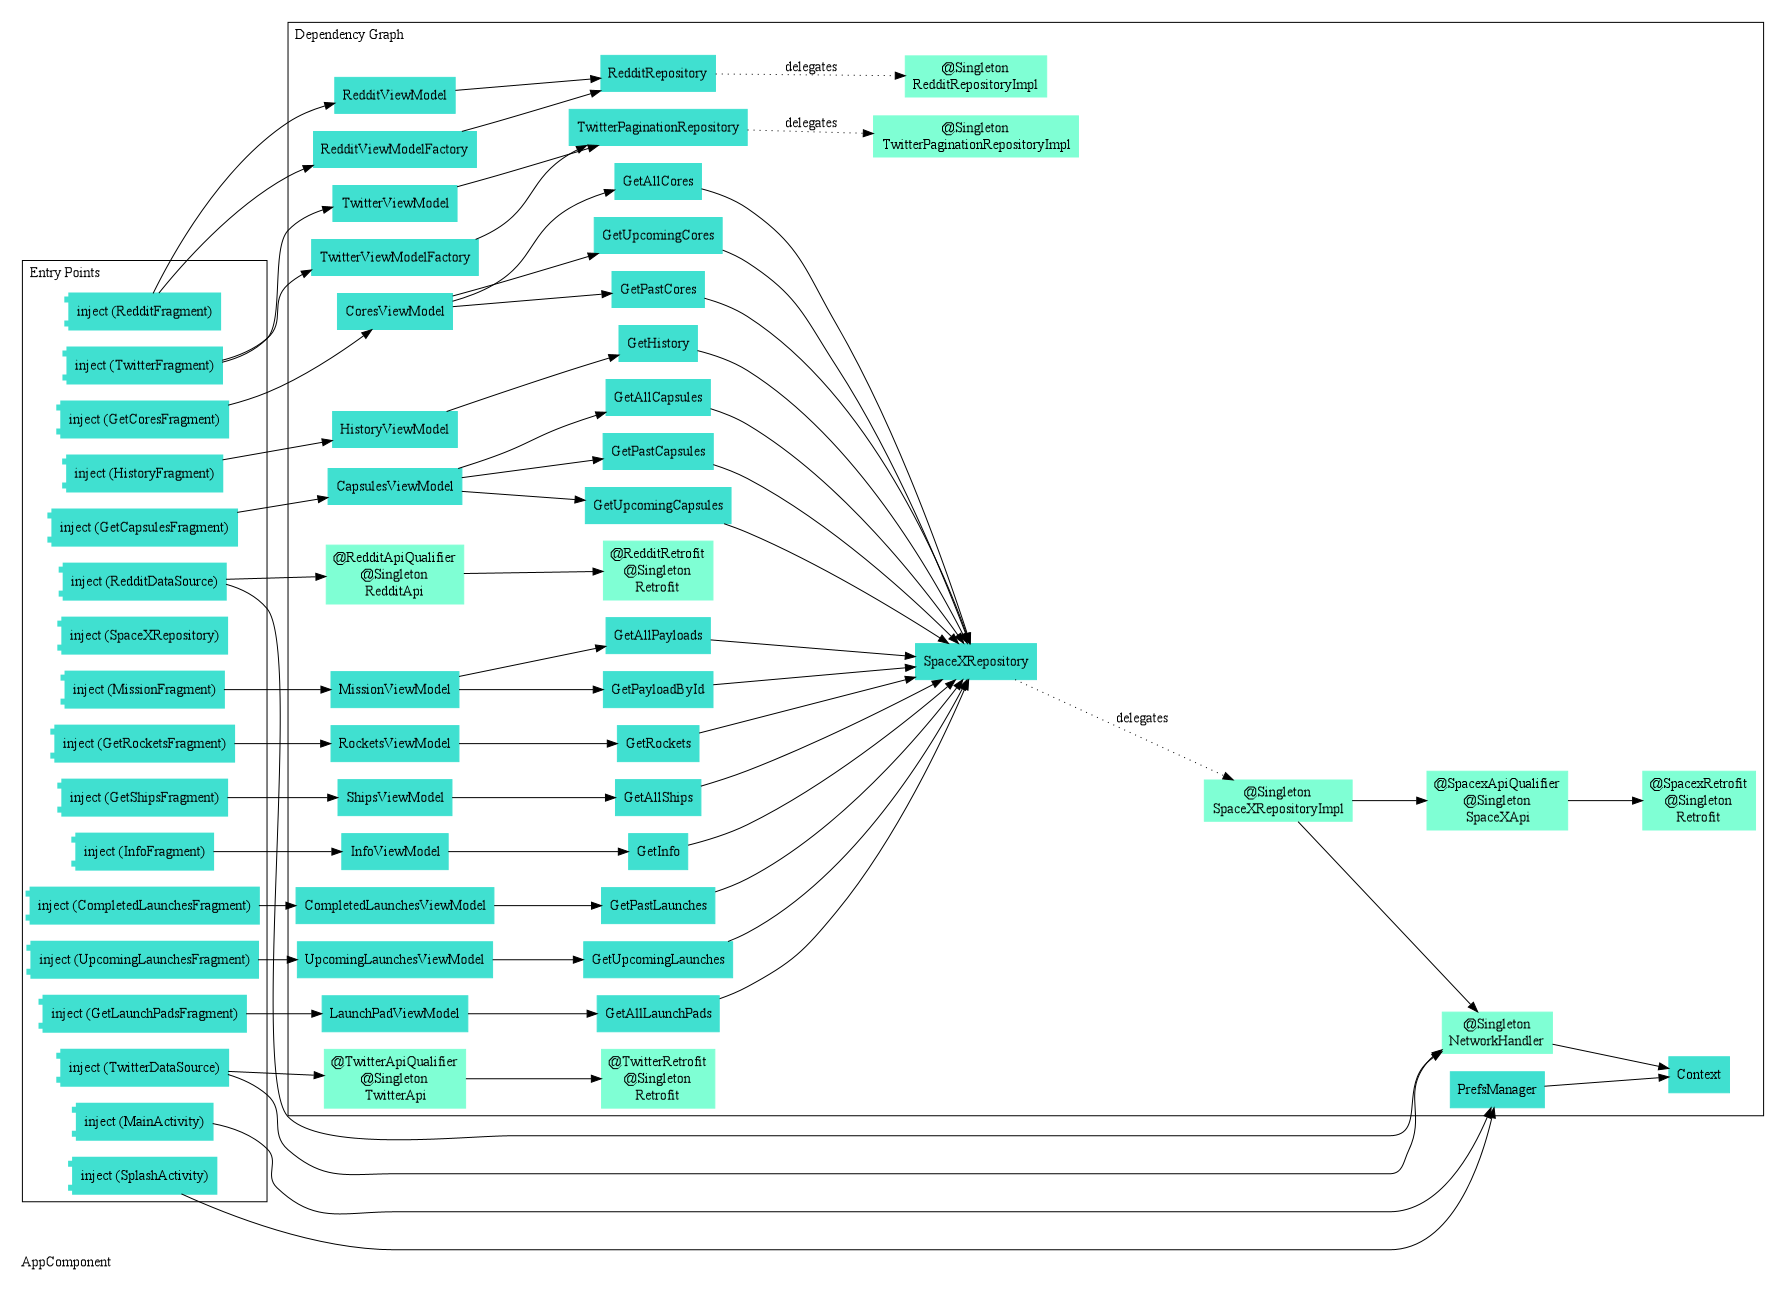 Dependency Graph
RedditViewModel
RedditRepository
delegates
@Singleton
RedditRepositoryImpl
RedditViewModelFactory
TwitterPaginationRepository
delegates
@Singleton
TwitterPaginationRepositoryImpl
TwitterViewModel
GetAllCores
TwitterViewModelFactory
GetUpcomingCores
CoresViewModel
GetPastCores
GetHistory
HistoryViewModel
GetAllCapsules
CapsulesViewModel
GetPastCapsules
GetUpcomingCapsules
@RedditApiQualifier
@Singleton
RedditApi
@RedditRetrofit
@Singleton
Retrofit
GetAllPayloads
SpaceXRepository
MissionViewModel
GetPayloadById
delegates
RocketsViewModel
GetRockets
ShipsViewModel
GetAllShips
@Singleton
SpaceXRepositoryImpl
@SpacexApiQualifier
@Singleton
SpaceXApi
@SpacexRetrofit
@Singleton
Retrofit
InfoViewModel
GetInfo
CompletedLaunchesViewModel
GetPastLaunches
UpcomingLaunchesViewModel
GetUpcomingLaunches
LaunchPadViewModel
GetAllLaunchPads
@Singleton
NetworkHandler
@TwitterApiQualifier
@Singleton
TwitterApi
@TwitterRetrofit
@Singleton
Retrofit
PrefsManager
Context
Entry Points
inject (RedditFragment)
inject (TwitterFragment)
inject (GetCoresFragment)
inject (HistoryFragment)
inject (GetCapsulesFragment)
inject (RedditDataSource)
inject (SpaceXRepository)
inject (MissionFragment)
inject (GetRocketsFragment)
inject (GetShipsFragment)
inject (InfoFragment)
inject (CompletedLaunchesFragment)
inject (UpcomingLaunchesFragment)
inject (GetLaunchPadsFragment)
inject (TwitterDataSource)
inject (MainActivity)
inject (SplashActivity)
AppComponent